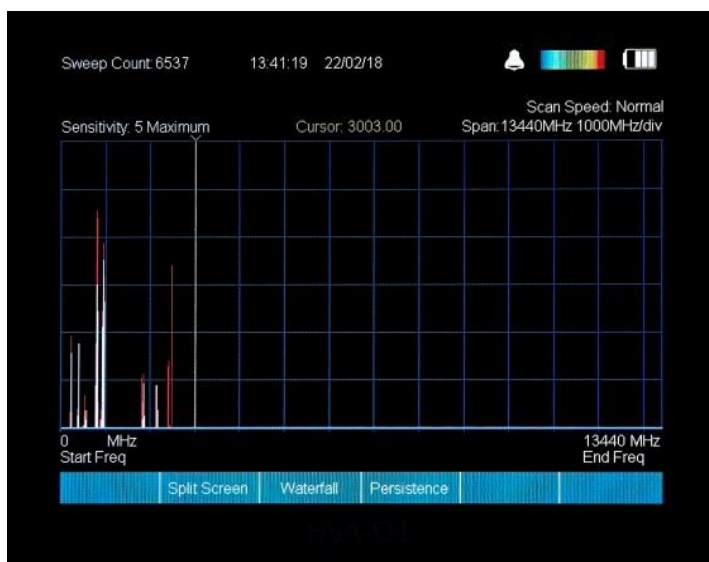 Sweep Count: 6537 13:41:19 22/02/18
Scan Speed: Normal
Sensitivity: 5 Maximum Cursor: 3003.00 Span:13440MHz 1000MHz/div
0 MHz 13440 MHz
Start Freq End Freq
Split Screen Waterfall Persistence